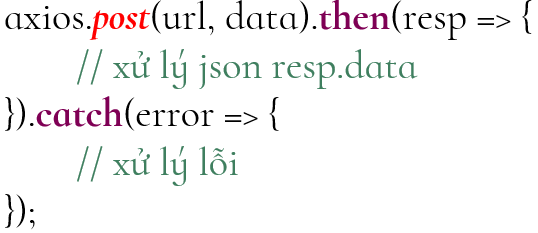 axios.post(url, data).then(resp => {
// xử lý json resp.data
}).catch(error => {
// xử lý lỗi
});